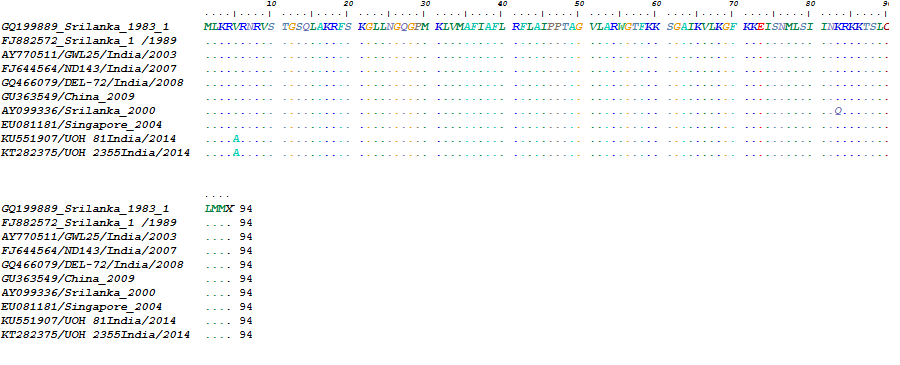 10 20 30 40 50 60 70 80
GQ199889_Srilanka_1983_1 MLKRVRNRVS TGSQLAKRFS KGLLNGQGPM KLVMAFIAFL RFLAIPPTAG VLARWGTFKK SGAIKVLKGF KKEISNMLSI INKRKKTSLC
FJ882572_Srilanka_1 /1989 .......... .......... .......... .......... .......... .......... .......... .......... ..........
AY770511/GWL25/India/2003 .......... .......... .......... .......... .......... .......... .......... .......... ..........
FJ644564/ND143/India/2007 .......... .......... .......... .......... .......... .......... .......... .......... ..........
GQ466079/DEL-72/India/2008 .......... .......... .......... .......... .......... .......... .......... .......... ..........
GU363549/China_2009 .......... .......... .......... .......... .......... .......... .......... .......... ..........
AY099336/Srilanka_2000 .......... .......... .......... .......... .......... .......... .......... .......... ..Q.......
EU081181/Singapore_2004 .......... .......... .......... .......... .......... .......... .......... .......... ..........
KU551907/UOH 81India/2014 ....A..... .......... .......... .......... .......... .......... .......... .......... ..........
KT282375/UOH 2355India/2014 ....A..... .......... .......... .......... .......... .......... .......... .......... ..........
....
GQ199889_Srilanka_1983_1 LMMX 94
FJ882572_Srilanka_1 /1989 .... 94
AY770511/GWL25/India/2003 .... 94
FJ644564/ND143/India/2007 .... 94
GQ466079/DEL-72/India/2008 .... 94
GU363549/China_2009 .... 94
AY099336/Srilanka_2000 .... 94
EU081181/Singapore_2004 .... 94
KU551907/UOH 81India/2014 .... 94
KT282375/UOH 2355India/2014 .... 94